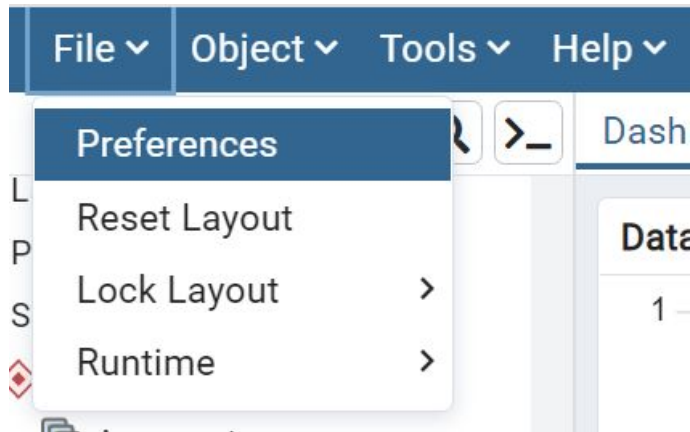 File Object Tools Help
Preferences
Dash
L
Reset Layout
P
Data
Lock Layout
S
1
Runtime